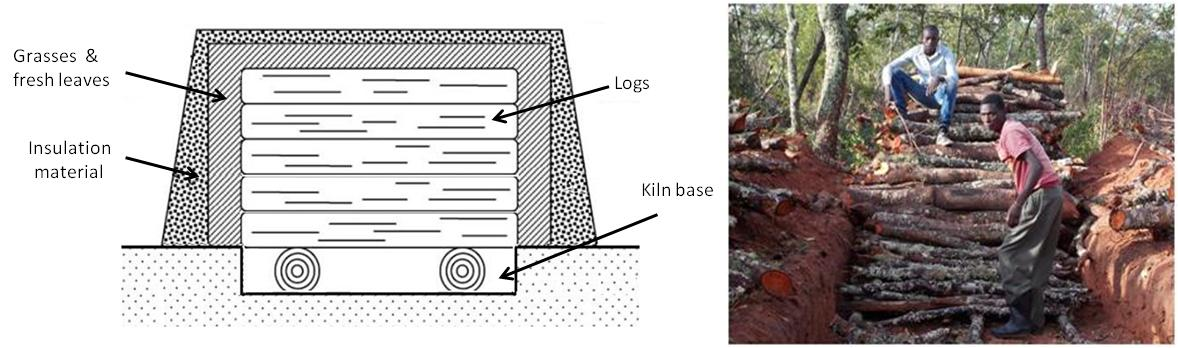 Grasses &
fresh leaves
Logs
Insulation
material
Kiln base